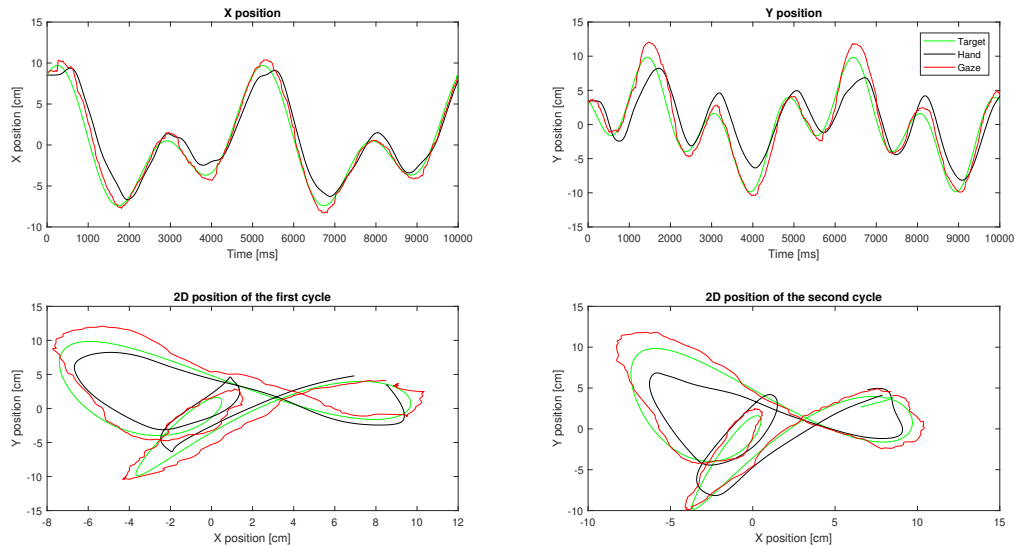 X position
15
10
5
0
-5
-10
X position [cm]
0 1000 2000 3000 4000 5000 6000 7000 8000 9000 10000
Time [ms]
Y position
15
10
5
0
-5
-10
-15
Y position [cm]
0 1000 2000 3000 4000 5000 6000 7000 8000 9000 10000
Time [ms]
Target
Hand
Gaze
2D position of the first cycle
15
10
5
0
-5
-10
-15
Y position [cm]
-8 -6 -4 -2 0 2 4 6 8 10 12
X position [cm]
2D position of the second cycle
15
10
5
0
-5
-10
Y position [cm]
-10 -5 0 5 10 15
X position [cm]